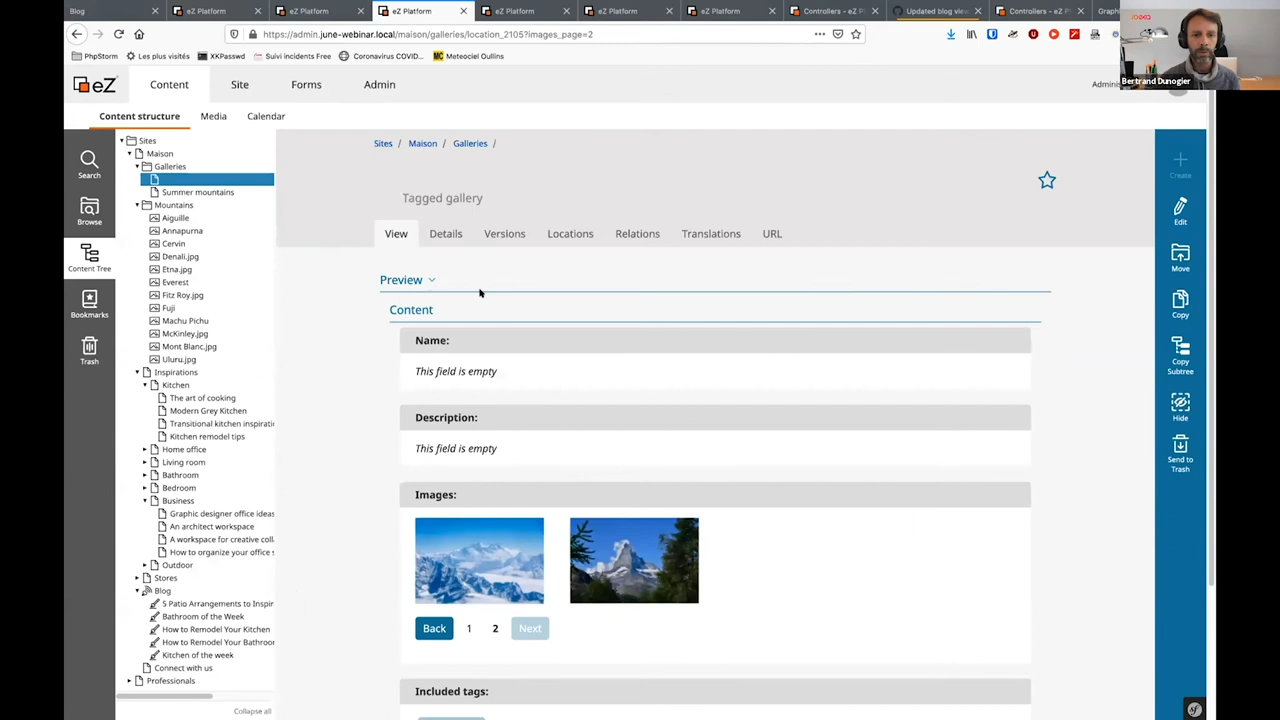 Blog
eZ Platform
eZ Platform
eZ Platform
eZ Platform
eZ Platform
eZ Platform
Controllers - eZ P
Updated blog view
Controllers - eZ P
Graph
https://admin.june-webinar.local/maison/galleries/location_2105?images_page=2
PhpStorm
Les plus visités
XKPasswd
Suivi incidents Free
Coronavirus COVID…
Meteociel Oullins
Bertrand Dunogier
eZ
Content
Site
Forms
Admin
Adminis
Content structure
Media
Calendar
Search
Browse
Content Tree
Bookmarks
Trash
Sites
Maison
Galleries
Summer mountains
Mountains
Aiguille
Annapurna
Cervin
Denali.jpg
Etna.jpg
Everest
Fitz Roy.jpg
Fuji
Machu Pichu
McKinley.jpg
Mont Blanc.jpg
Uluru.jpg
Inspirations
Kitchen
The art of cooking
Modern Grey Kitchen
Transitional kitchen inspirati
Kitchen remodel tips
Home office
Living room
Bathroom
Bedroom
Business
Graphic designer office ideas
An architect workspace
A workspace for creative coll
How to organize your office s
Outdoor
Stores
Blog
5 Patio Arrangements to Inspir
Bathroom of the Week
How to Remodel Your Kitchen
How to Remodel Your Bathroor
Kitchen of the week
Connect with us
Professionals
Collapse all
Sites / Maison / Galleries /
Tagged gallery
View
Details
Versions
Locations
Relations
Translations
URL
Preview
Content
Name:
This field is empty
Description:
This field is empty
Images:
Back
1
2
Next
Included tags:
Create
Edit
Move
Copy
Copy
Subtree
Hide
Send to
Trash
sf